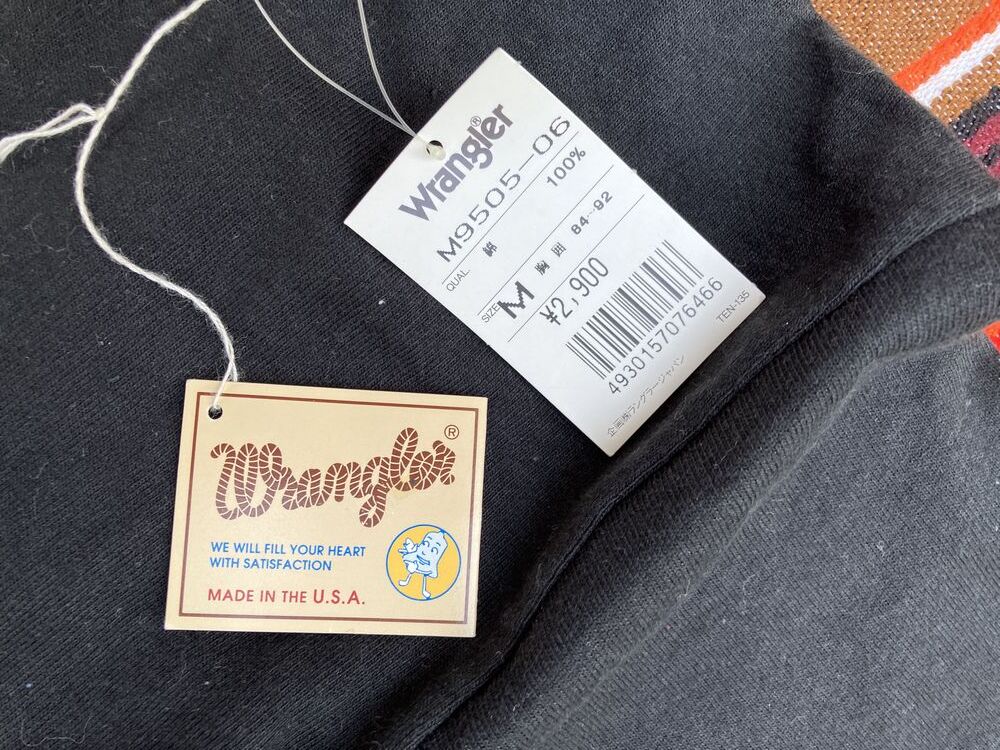 Wrangler®
M9505-06
QUAL. 綿 100%
SIZE M 胸囲 84-92
¥2,900
4930157076466
TEN-135
企画㈱ラングラージャパン
Wrangler®
WE WILL FILL YOUR HEART
WITH SATISFACTION
MADE IN THE U.S.A.